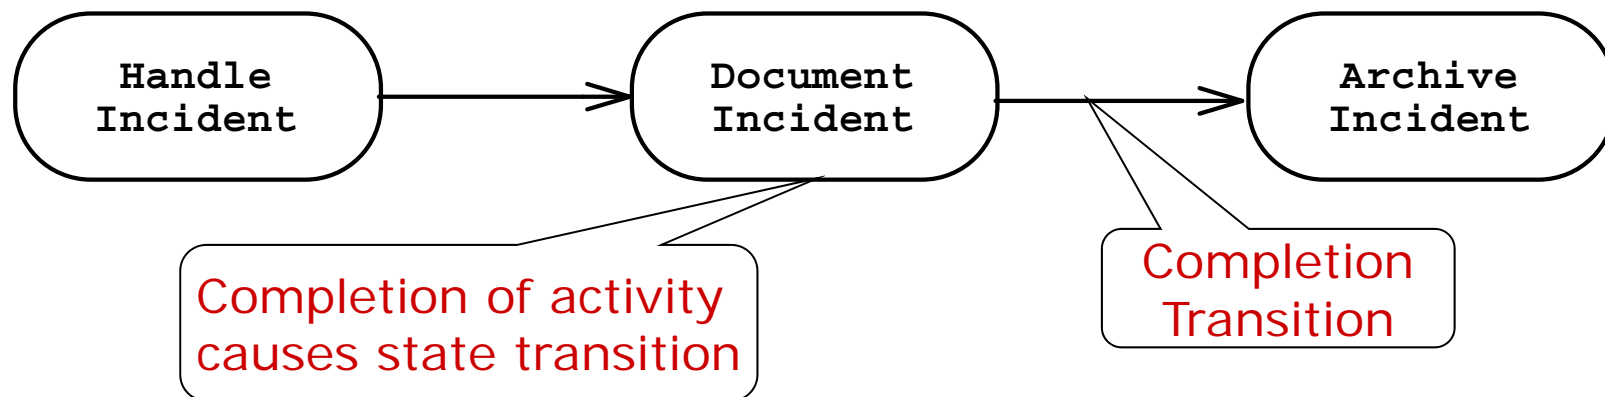 Handle
Incident
Document
Incident
Archive
Incident
Completion of activity
causes state transition
Completion
Transition